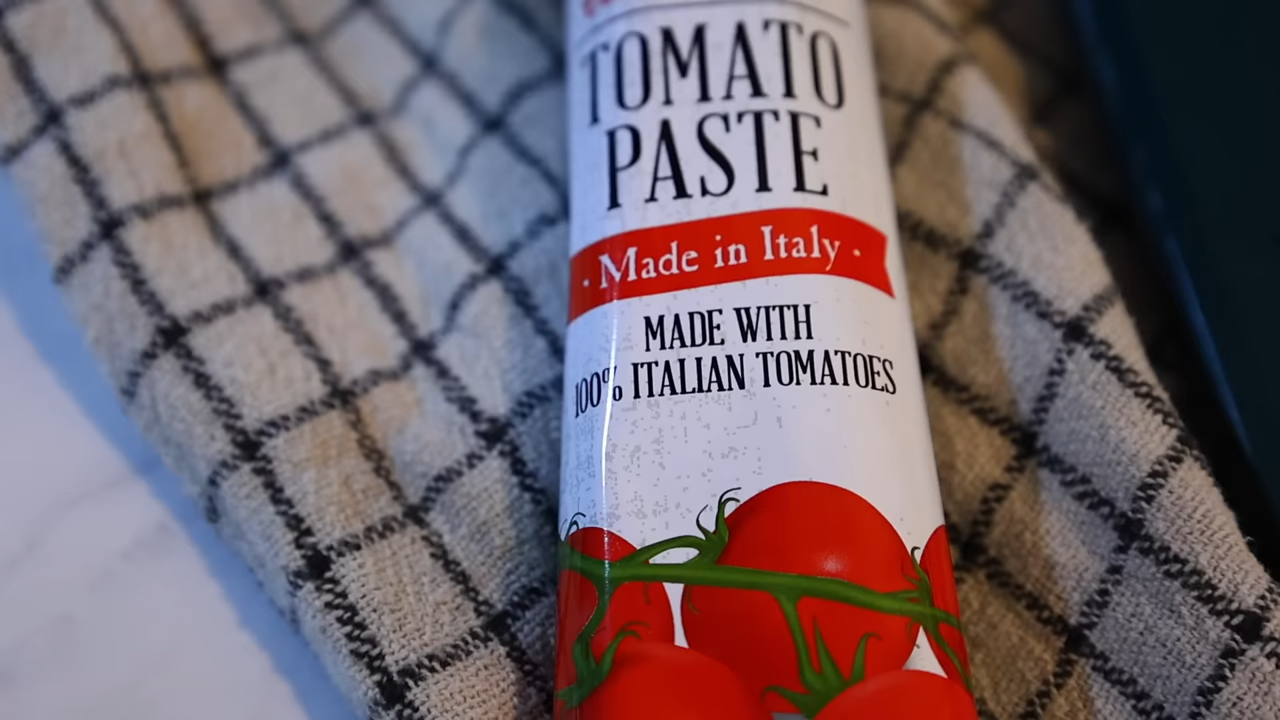 TOMATO
PASTE
· Made in Italy ·
MADE WITH
100% ITALIAN TOMATOES